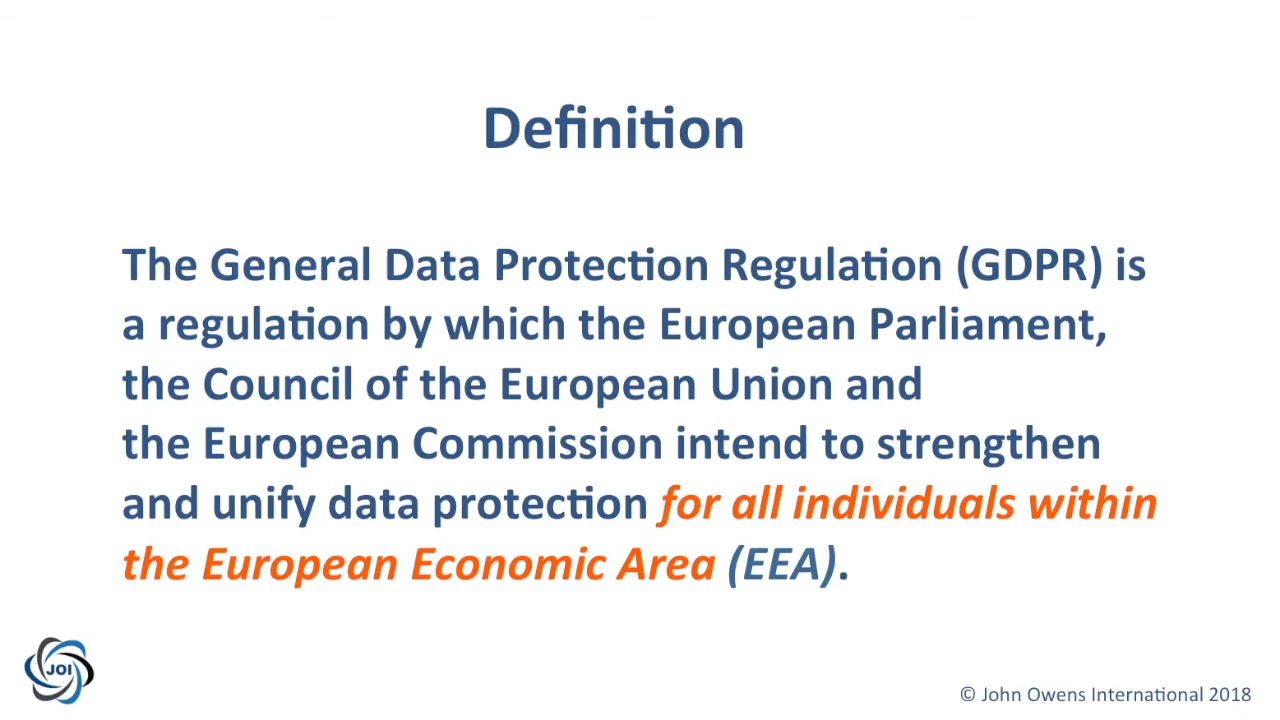 Definition
The General Data Protection Regulation (GDPR) is
a regulation by which the European Parliament,
the Council of the European Union and
the European Commission intend to strengthen
and unify data protection for all individuals within
the European Economic Area (EEA).
JOI
© John Owens International 2018